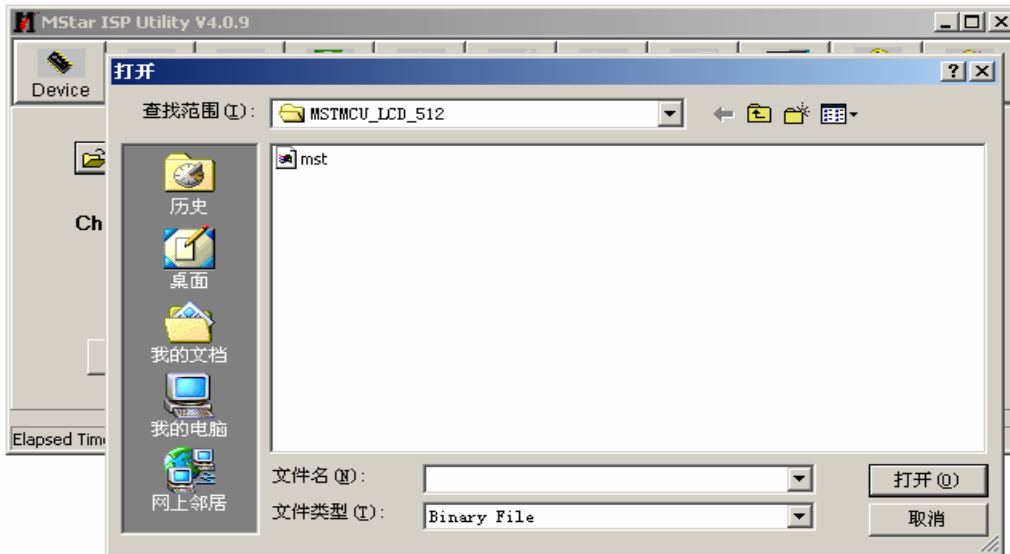 MStar ISP Utility V4.0.9
Device
打开
查找范围(I):
MSTMCU_LCD_512
mst
Ch
历史
桌面
我的文档
我的电脑
网上邻居
Elapsed Tim
文件名(N):
打开(O)
文件类型(T):
Binary File
取消